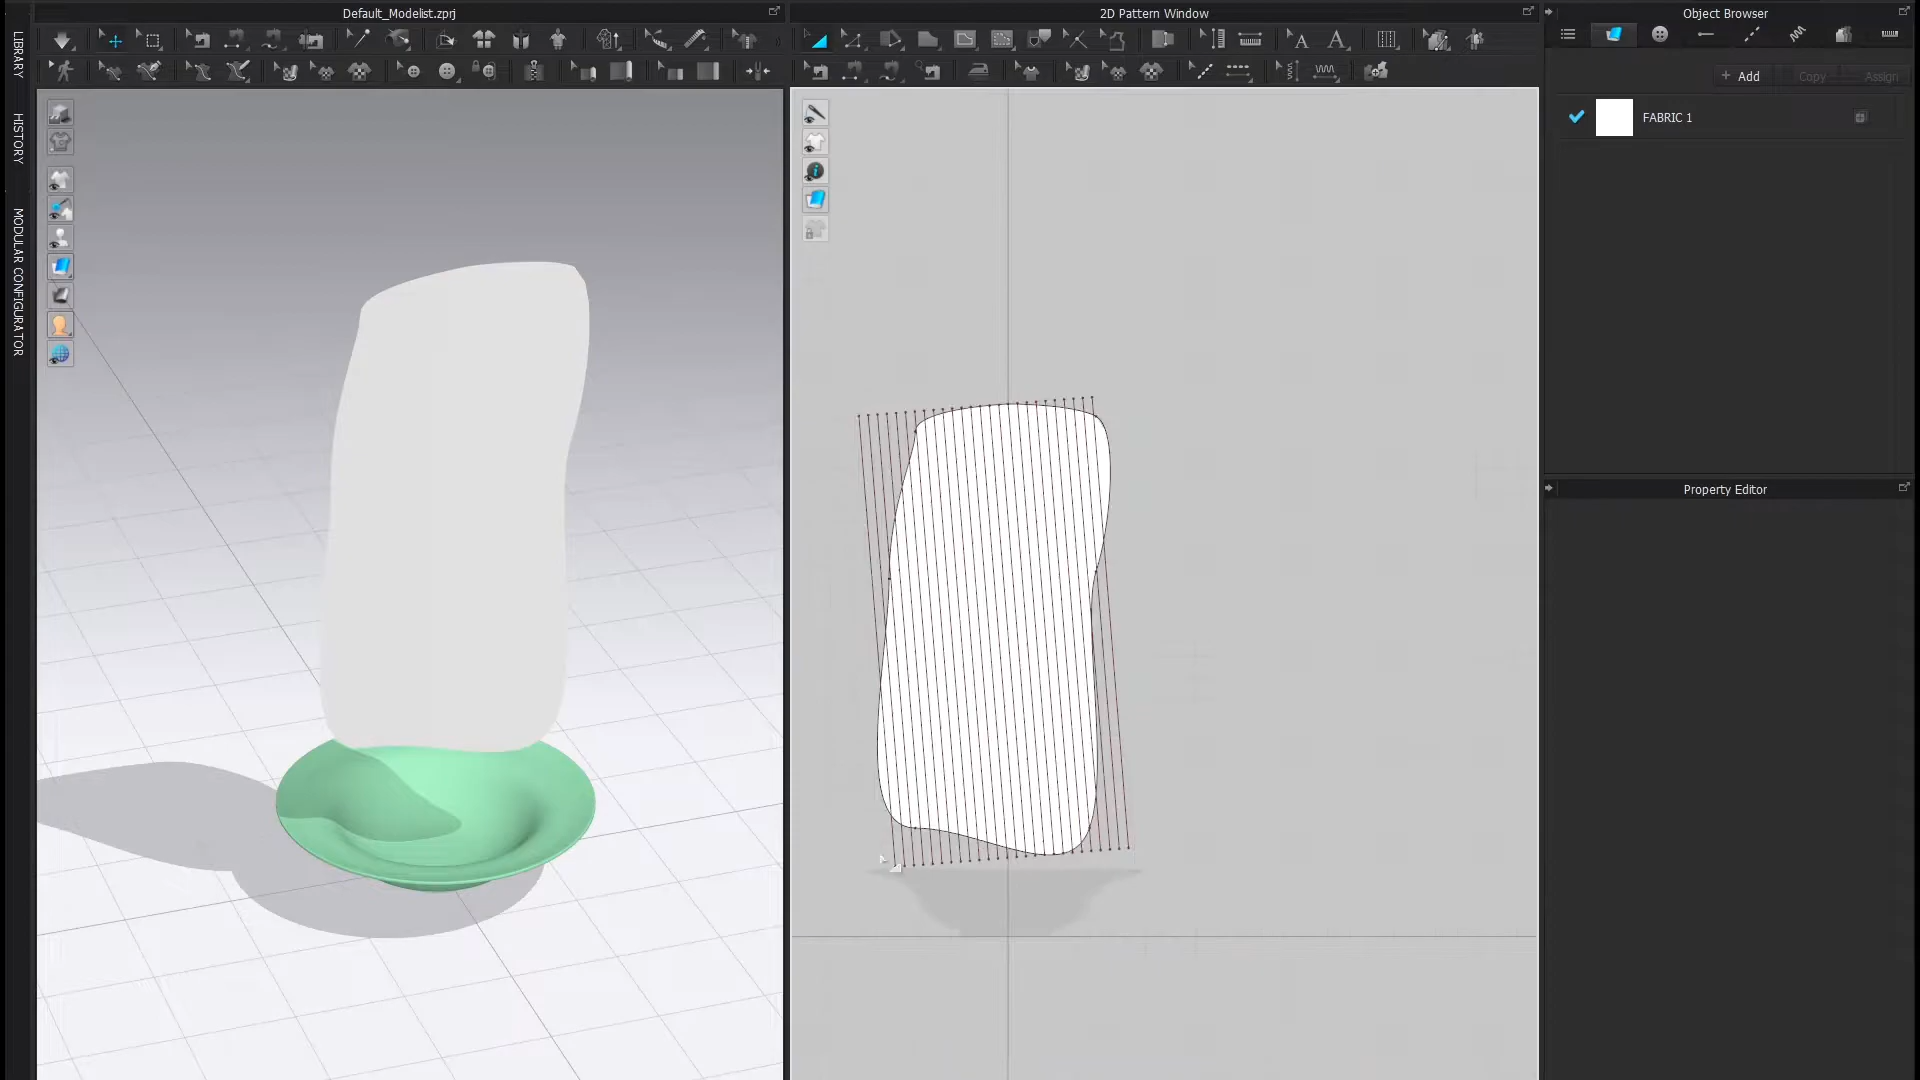 Default_Modelist.zprj
2D Pattern Window
Object Browser
LIBRARY
HISTORY
MODULAR CONFIGURATOR
A
A
i
+ Add
Copy
Assign
FABRIC 1
Property Editor